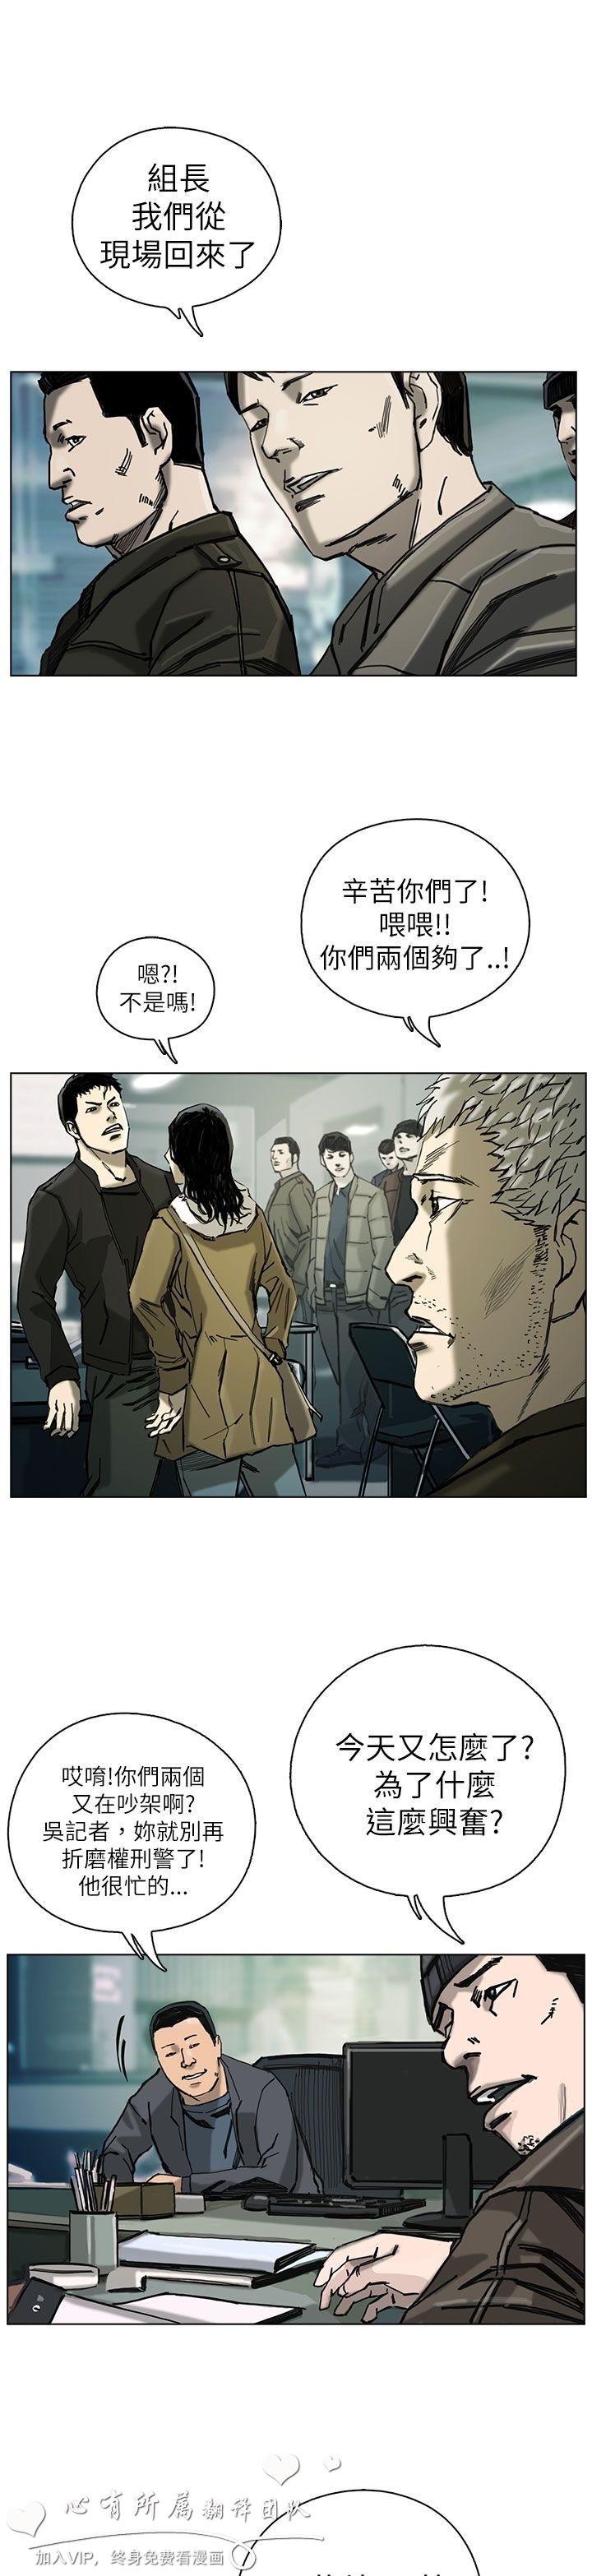 組長
我們從
現場回來了
辛苦你們了!
喂喂!!
你們兩個夠了..!
嗯?!
不是嗎!
今天又怎麼了?
為了什麼
這麼興奮?
哎唷!你們兩個
又在吵架啊?
吳記者，妳就別再
折磨權刑警了!
他很忙的...
心有所属翻译团队
加入VIP，终身免费看漫画